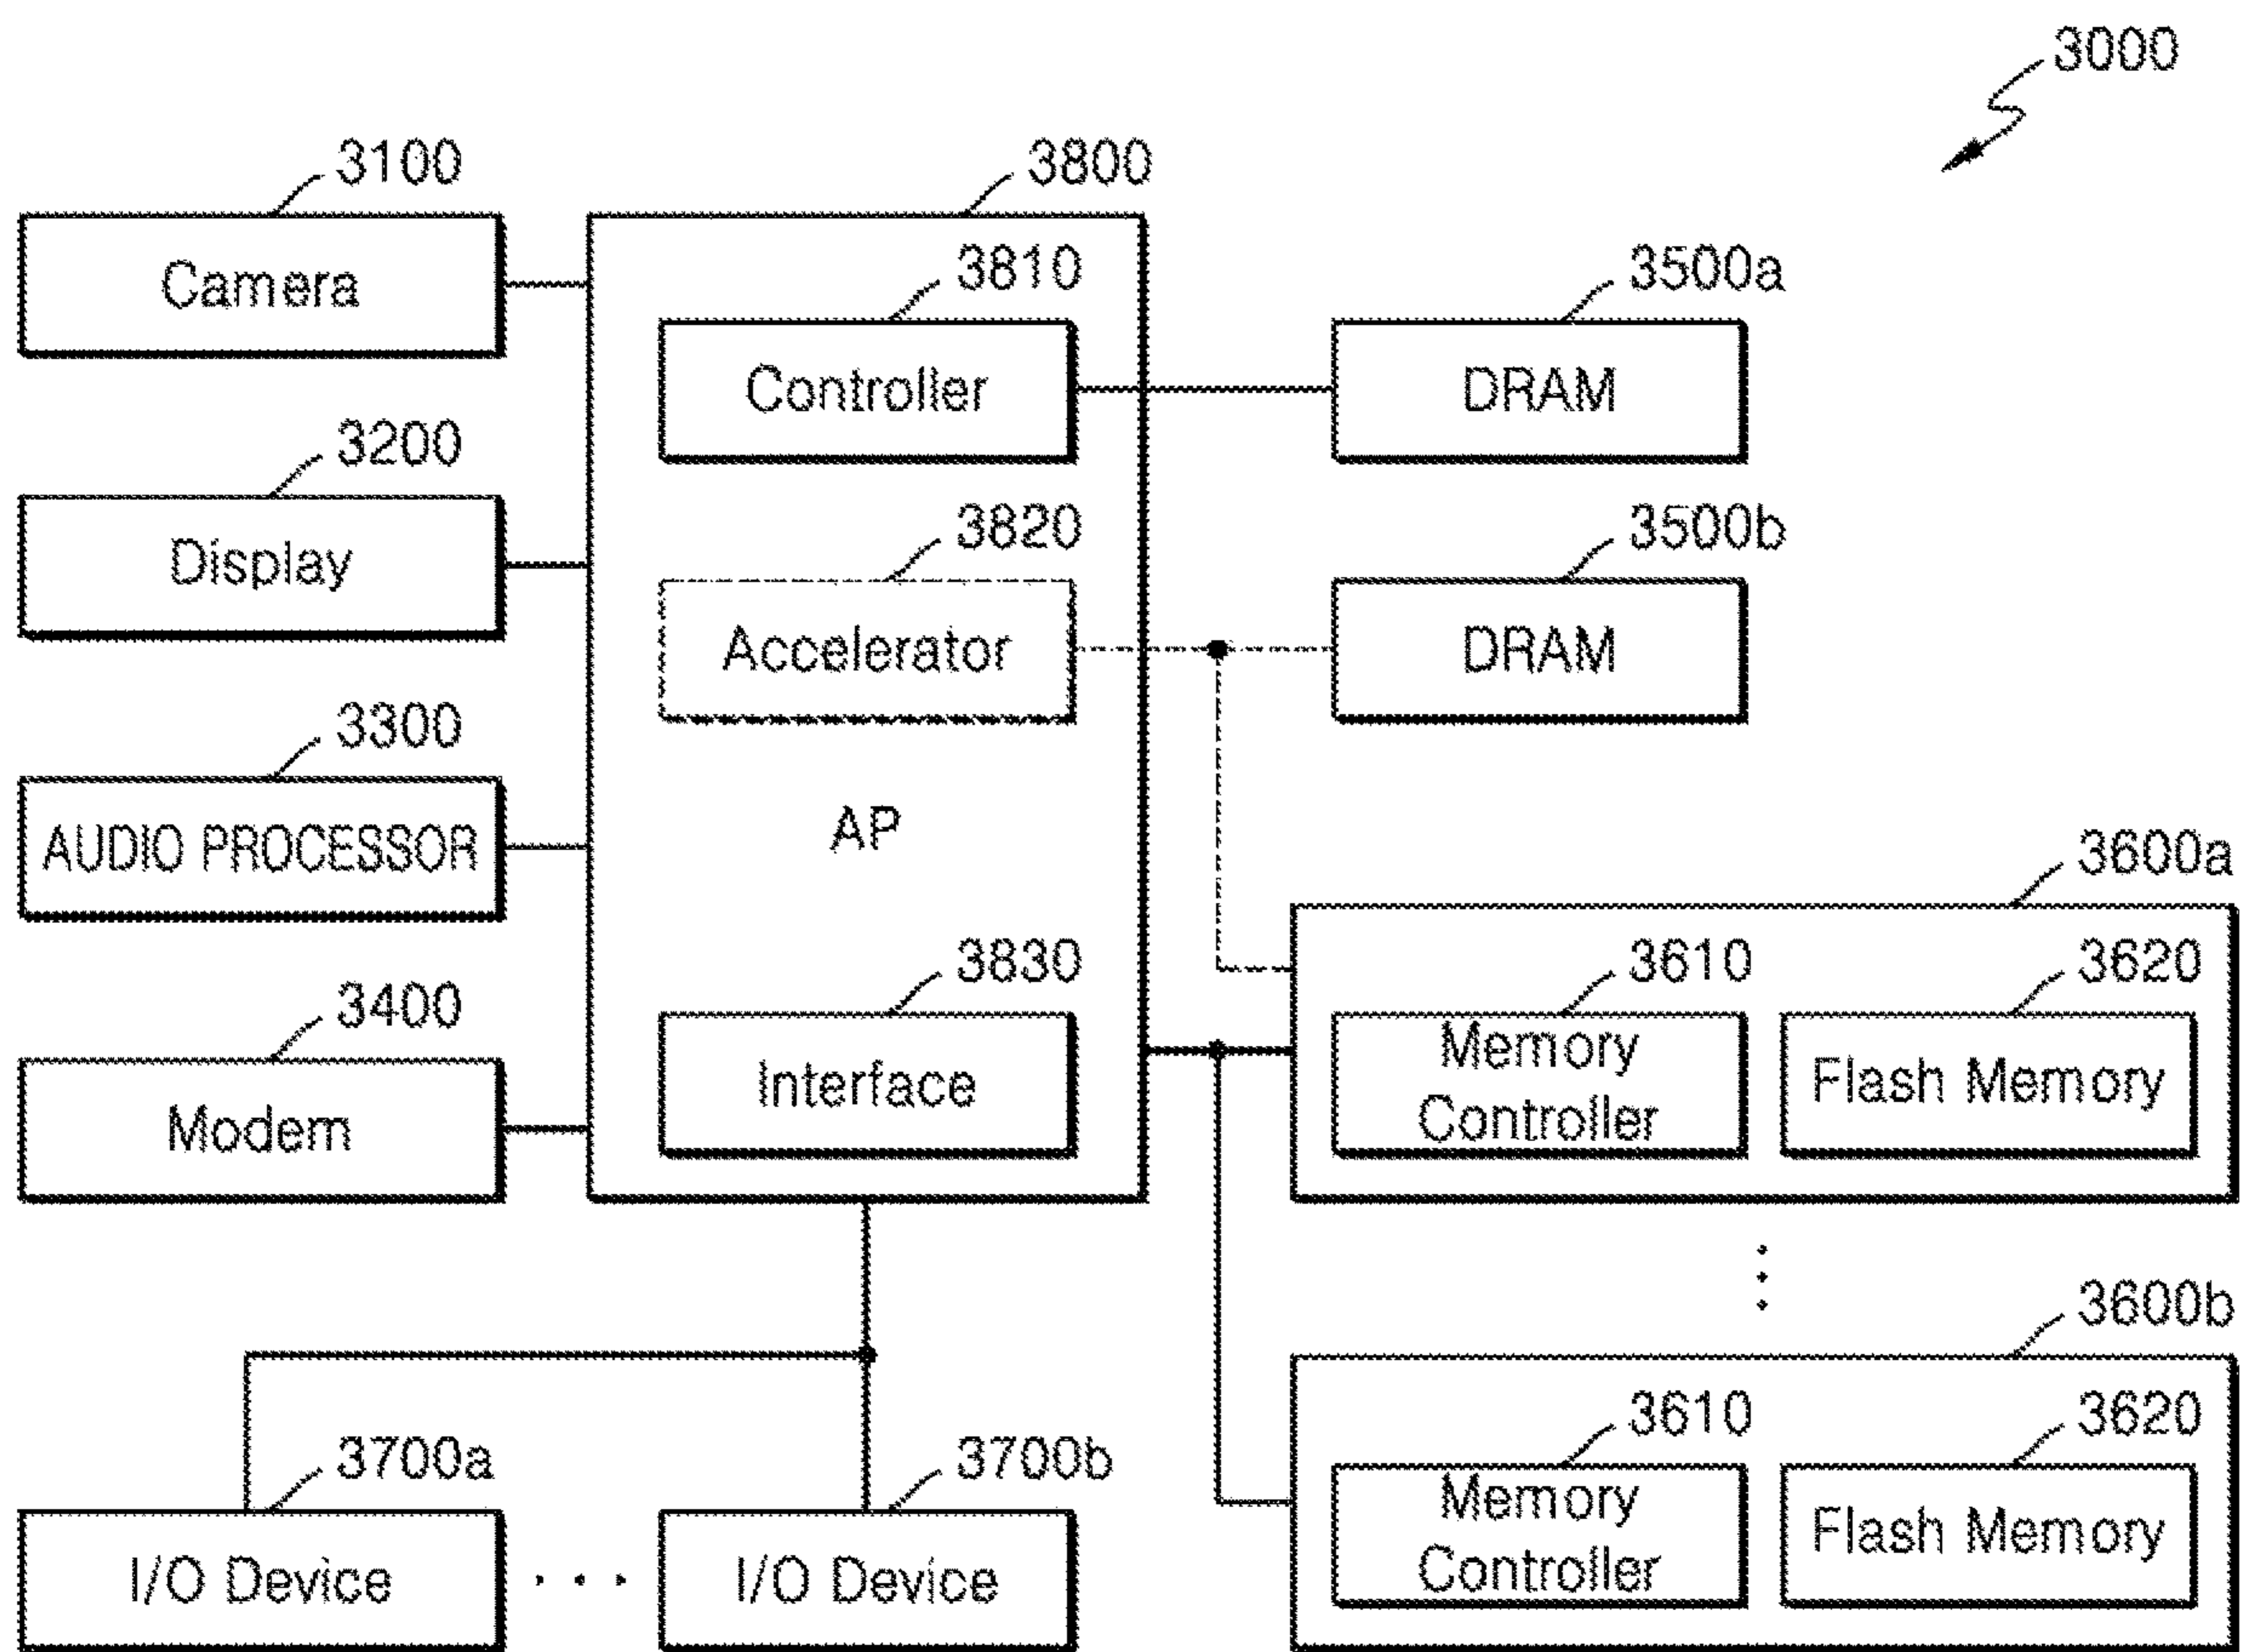 3000
3100
Camera
3200
Display
3300
AUDIO PROCESSOR
3400
Modem
3800
3810
Controller
3820
Accelerator
AP
3830
Interface
3500a
DRAM
3500b
DRAM
3600a
3610
Memory
Controller
3620
Flash Memory
3600b
3610
Memory
Controller
3620
Flash Memory
3700a
I/O Device
3700b
I/O Device